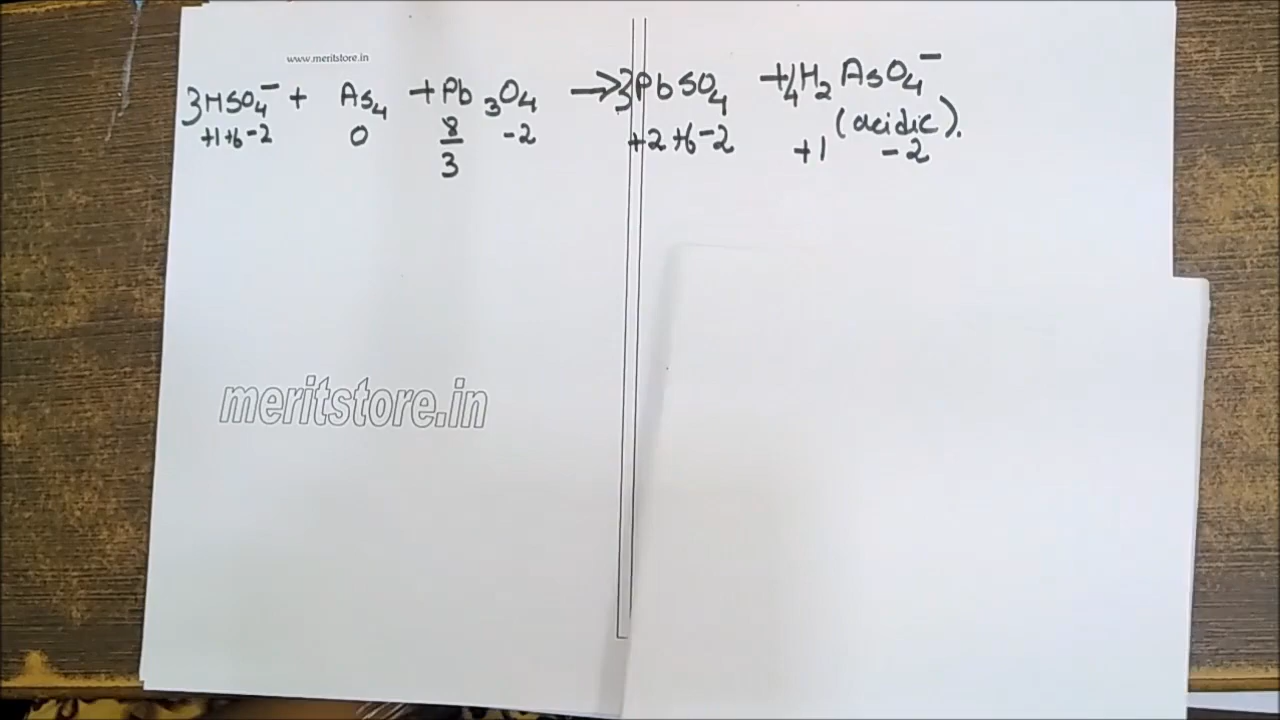 www.meritstore.in
3HSO4⁻ + As4 + Pb3O4 → 3PbSO4 + 4H2AsO4⁻
(acidic).
+1+6-2 0 8/3 -2 +2+6-2 +1 -2
meritstore.in